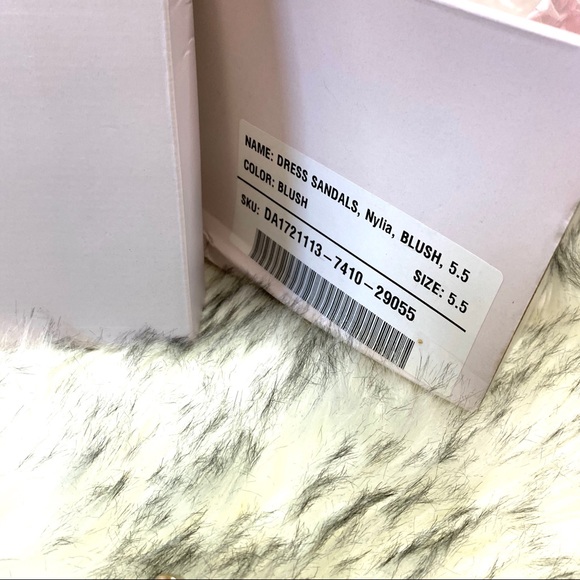 NAME: DRESS SANDALS, Nylia, BLUSH, 5.5
COLOR: BLUSH SIZE: 5.5
SKU: DA1721113-7410-29055